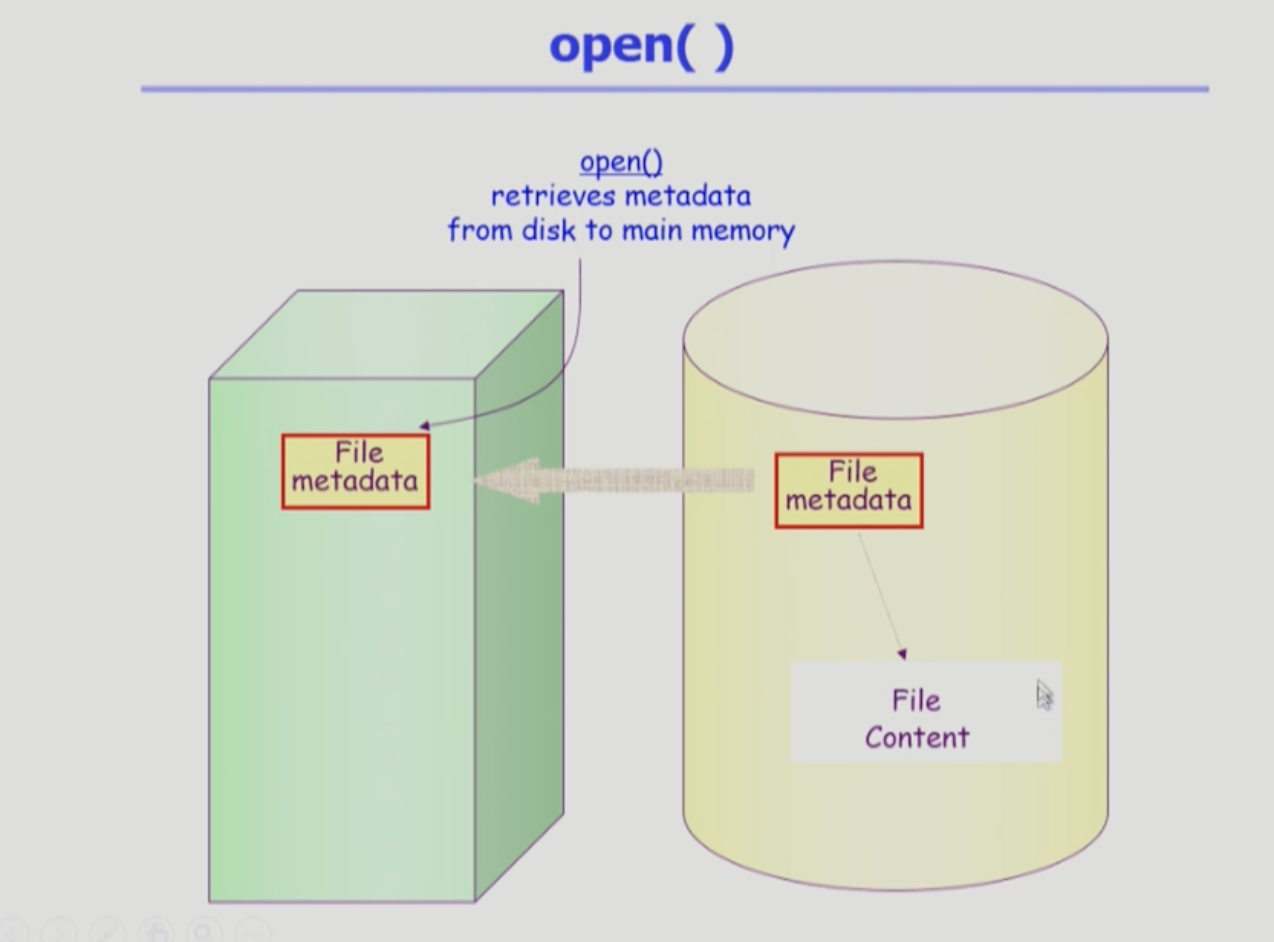 open( )
open()
retrieves metadata
from disk to main memory
File
metadata
File
metadata
File
Content